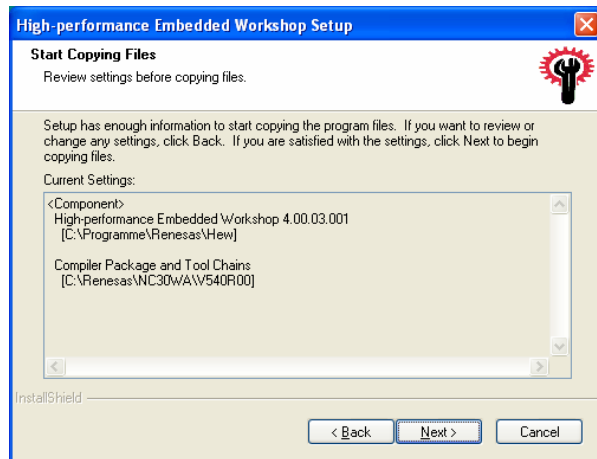 High-performance Embedded Workshop Setup
Start Copying Files
Review settings before copying files.
Setup has enough information to start copying the program files. If you want to review or
change any settings, click Back. If you are satisfied with the settings, click Next to begin
copying files.
Current Settings:
<Component>
High-performance Embedded Workshop 4.00.03.001
[C:\Programme\Renesas\Hew]
Compiler Package and Tool Chains
[C:\Renesas\NC30WA\V540R00]
InstallShield
< Back Next > Cancel